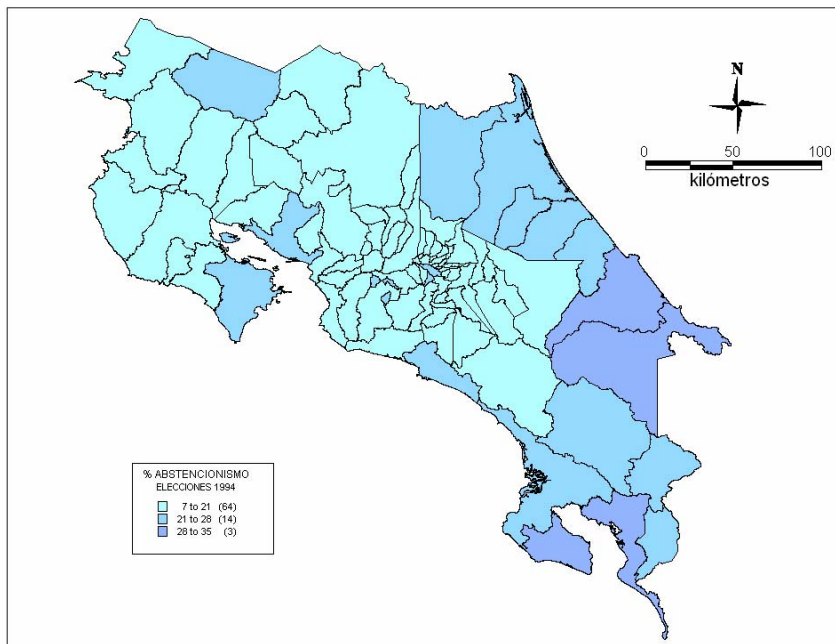 N
0 50 100
kilómetros
% ABSTENCIONISMO
ELECCIONES 1994
7 to 21 (64)
21 to 28 (14)
28 to 35 (3)